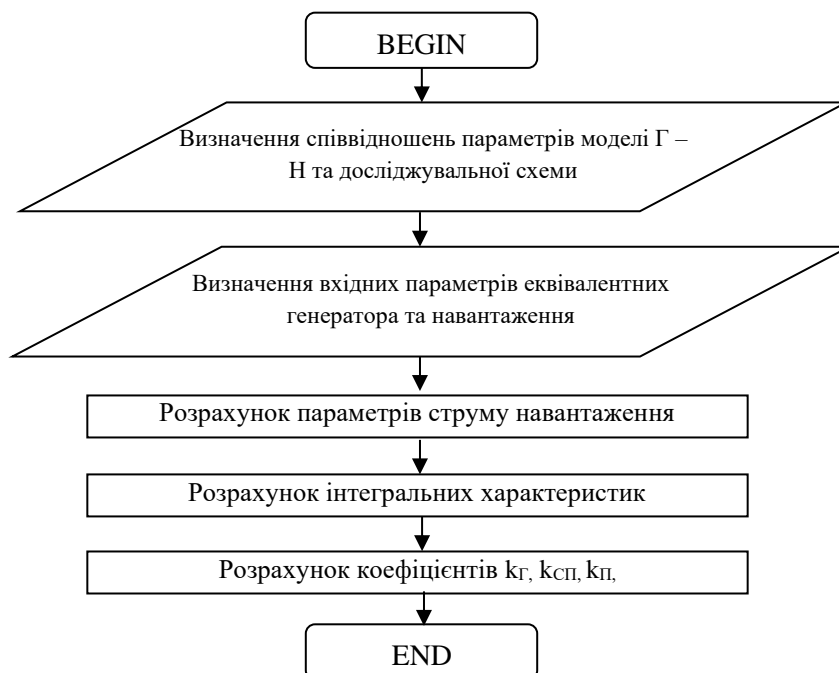 BEGIN
Визначення співвідношень параметрів моделі Г –
Н та досліджувальної схеми
Визначення вхідних параметрів еквівалентних
генератора та навантаження
Розрахунок параметрів струму навантаження
Розрахунок інтегральних характеристик
Розрахунок коефіцієнтів kГ, kСП, kП,
END